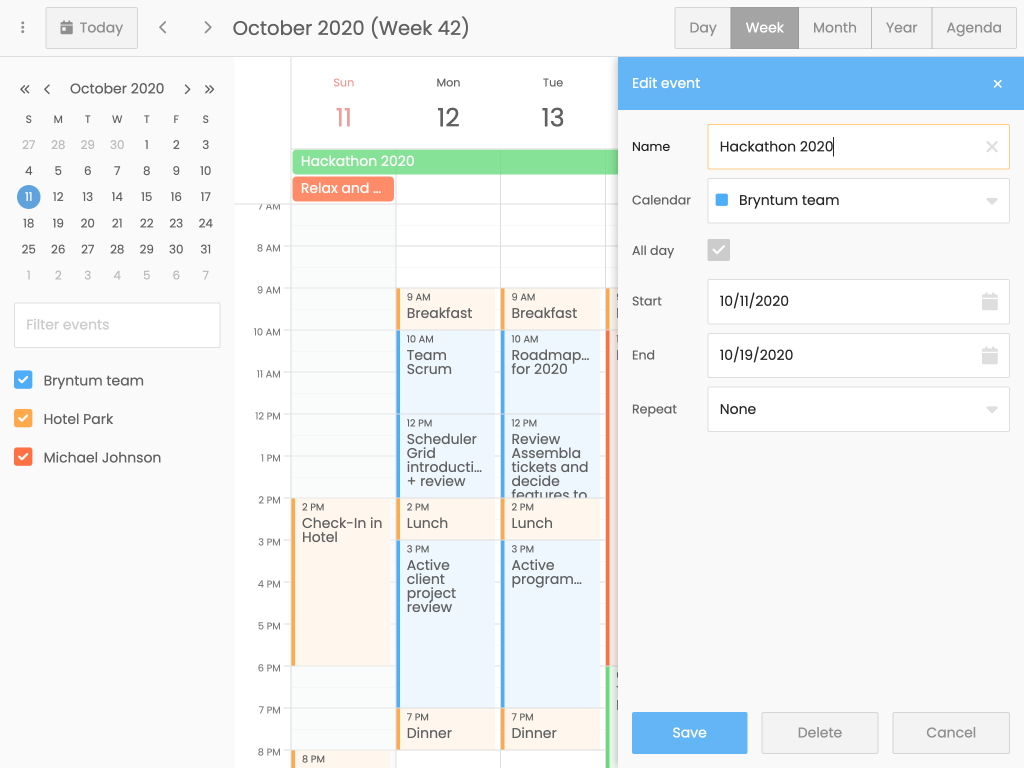 Today
October 2020 (Week 42)
Day Week Month Year Agenda
October 2020
S M T W T F S
27 28 29 30 1 2 3
4 5 6 7 8 9 10
11 12 13 14 15 16 17
18 19 20 21 22 23 24
25 26 27 28 29 30 31
1 2 3 4 5 6 7
Filter events
Bryntum team
Hotel Park
Michael Johnson
Sun Mon Tue
11 12 13
Hackathon 2020
Relax and ...
7 AM
8 AM
9 AM
10 AM
11 AM
12 PM
1 PM
2 PM
3 PM
4 PM
5 PM
6 PM
7 PM
8 PM
2 PM
Check-In in
Hotel
8 PM
9 AM
Breakfast
10 AM
Team
Scrum
12 PM
Scheduler
Grid
introducti...
+ review
2 PM
Lunch
3 PM
Active
client
project
review
7 PM
Dinner
9 AM
Breakfast
10 AM
Roadmap...
for 2020
12 PM
Review
Assembla
tickets and
decide
features to
2 PM
Lunch
3 PM
Active
program...
7 PM
Dinner
Edit event
Name Hackathon 2020
Calendar Bryntum team
All day
Start 10/11/2020
End 10/19/2020
Repeat None
Save Delete Cancel